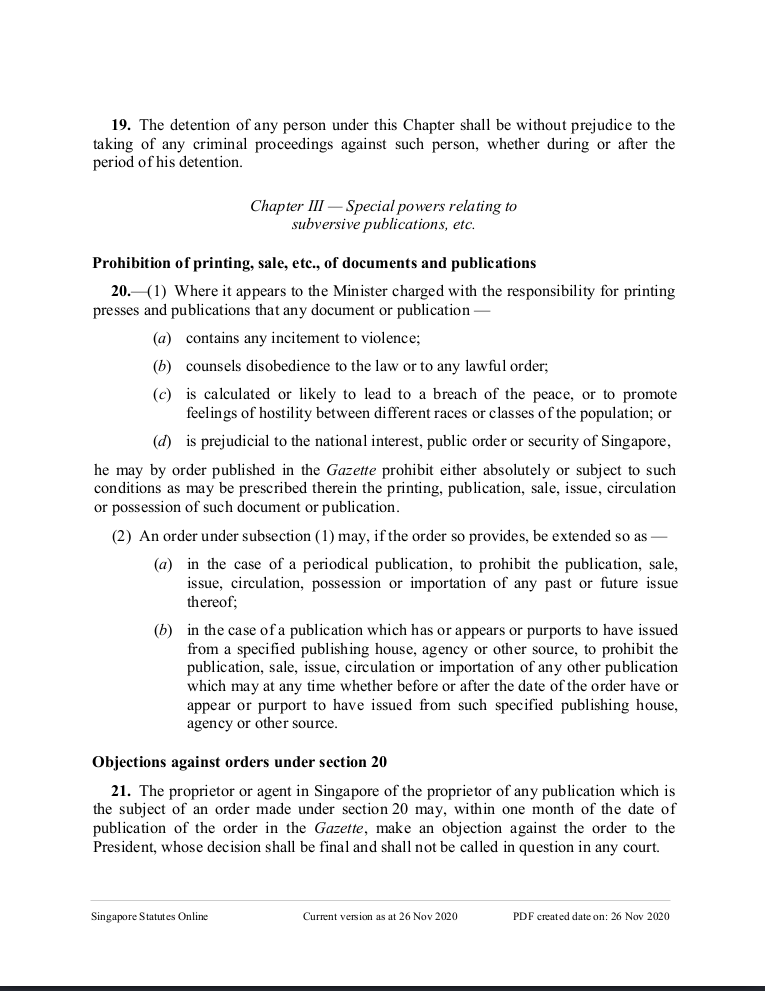 19. The detention of any person under this Chapter shall be without prejudice to the
taking of any criminal proceedings against such person, whether during or after the
period of his detention.
Chapter III — Special powers relating to
subversive publications, etc.
Prohibition of printing, sale, etc., of documents and publications
20.—(1) Where it appears to the Minister charged with the responsibility for printing
presses and publications that any document or publication —
(a) contains any incitement to violence;
(b) counsels disobedience to the law or to any lawful order;
(c) is calculated or likely to lead to a breach of the peace, or to promote
feelings of hostility between different races or classes of the population; or
(d) is prejudicial to the national interest, public order or security of Singapore,
he may by order published in the Gazette prohibit either absolutely or subject to such
conditions as may be prescribed therein the printing, publication, sale, issue, circulation
or possession of such document or publication.
(2) An order under subsection (1) may, if the order so provides, be extended so as —
(a) in the case of a periodical publication, to prohibit the publication, sale,
issue, circulation, possession or importation of any past or future issue
thereof;
(b) in the case of a publication which has or appears or purports to have issued
from a specified publishing house, agency or other source, to prohibit the
publication, sale, issue, circulation or importation of any other publication
which may at any time whether before or after the date of the order have or
appear or purport to have issued from such specified publishing house,
agency or other source.
Objections against orders under section 20
21. The proprietor or agent in Singapore of the proprietor of any publication which is
the subject of an order made under section 20 may, within one month of the date of
publication of the order in the Gazette, make an objection against the order to the
President, whose decision shall be final and shall not be called in question in any court.
Singapore Statutes Online Current version as at 26 Nov 2020 PDF created date on: 26 Nov 2020